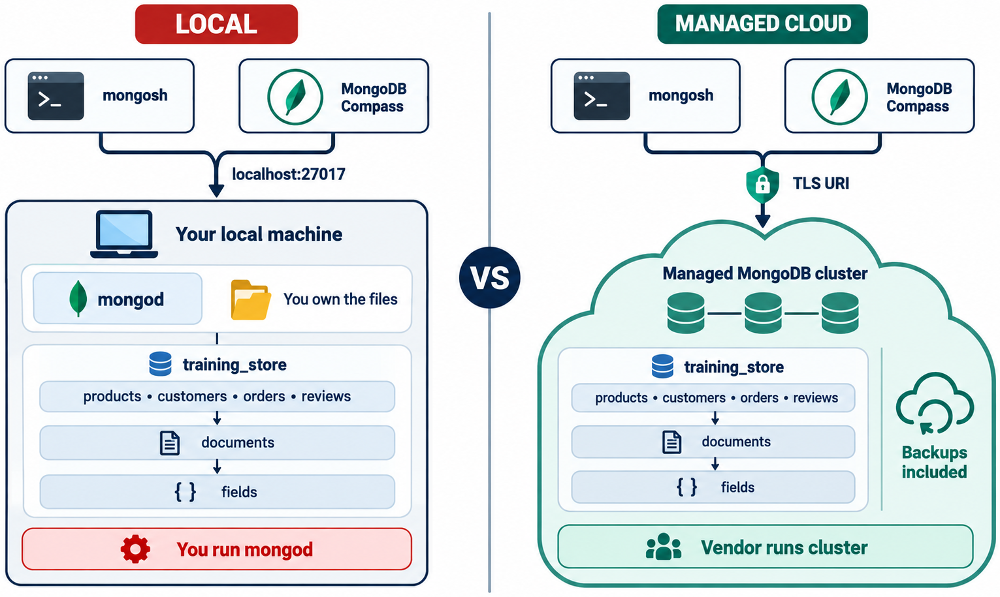 LOCAL
mongosh
MongoDB
Compass
localhost:27017
Your local machine
mongod
You own the files
training_store
products • customers • orders • reviews
documents
{ } fields
You run mongod
VS
MANAGED CLOUD
mongosh
MongoDB
Compass
TLS URI
Managed MongoDB cluster
training_store
products • customers • orders • reviews
documents
{ } fields
Backups
included
Vendor runs cluster